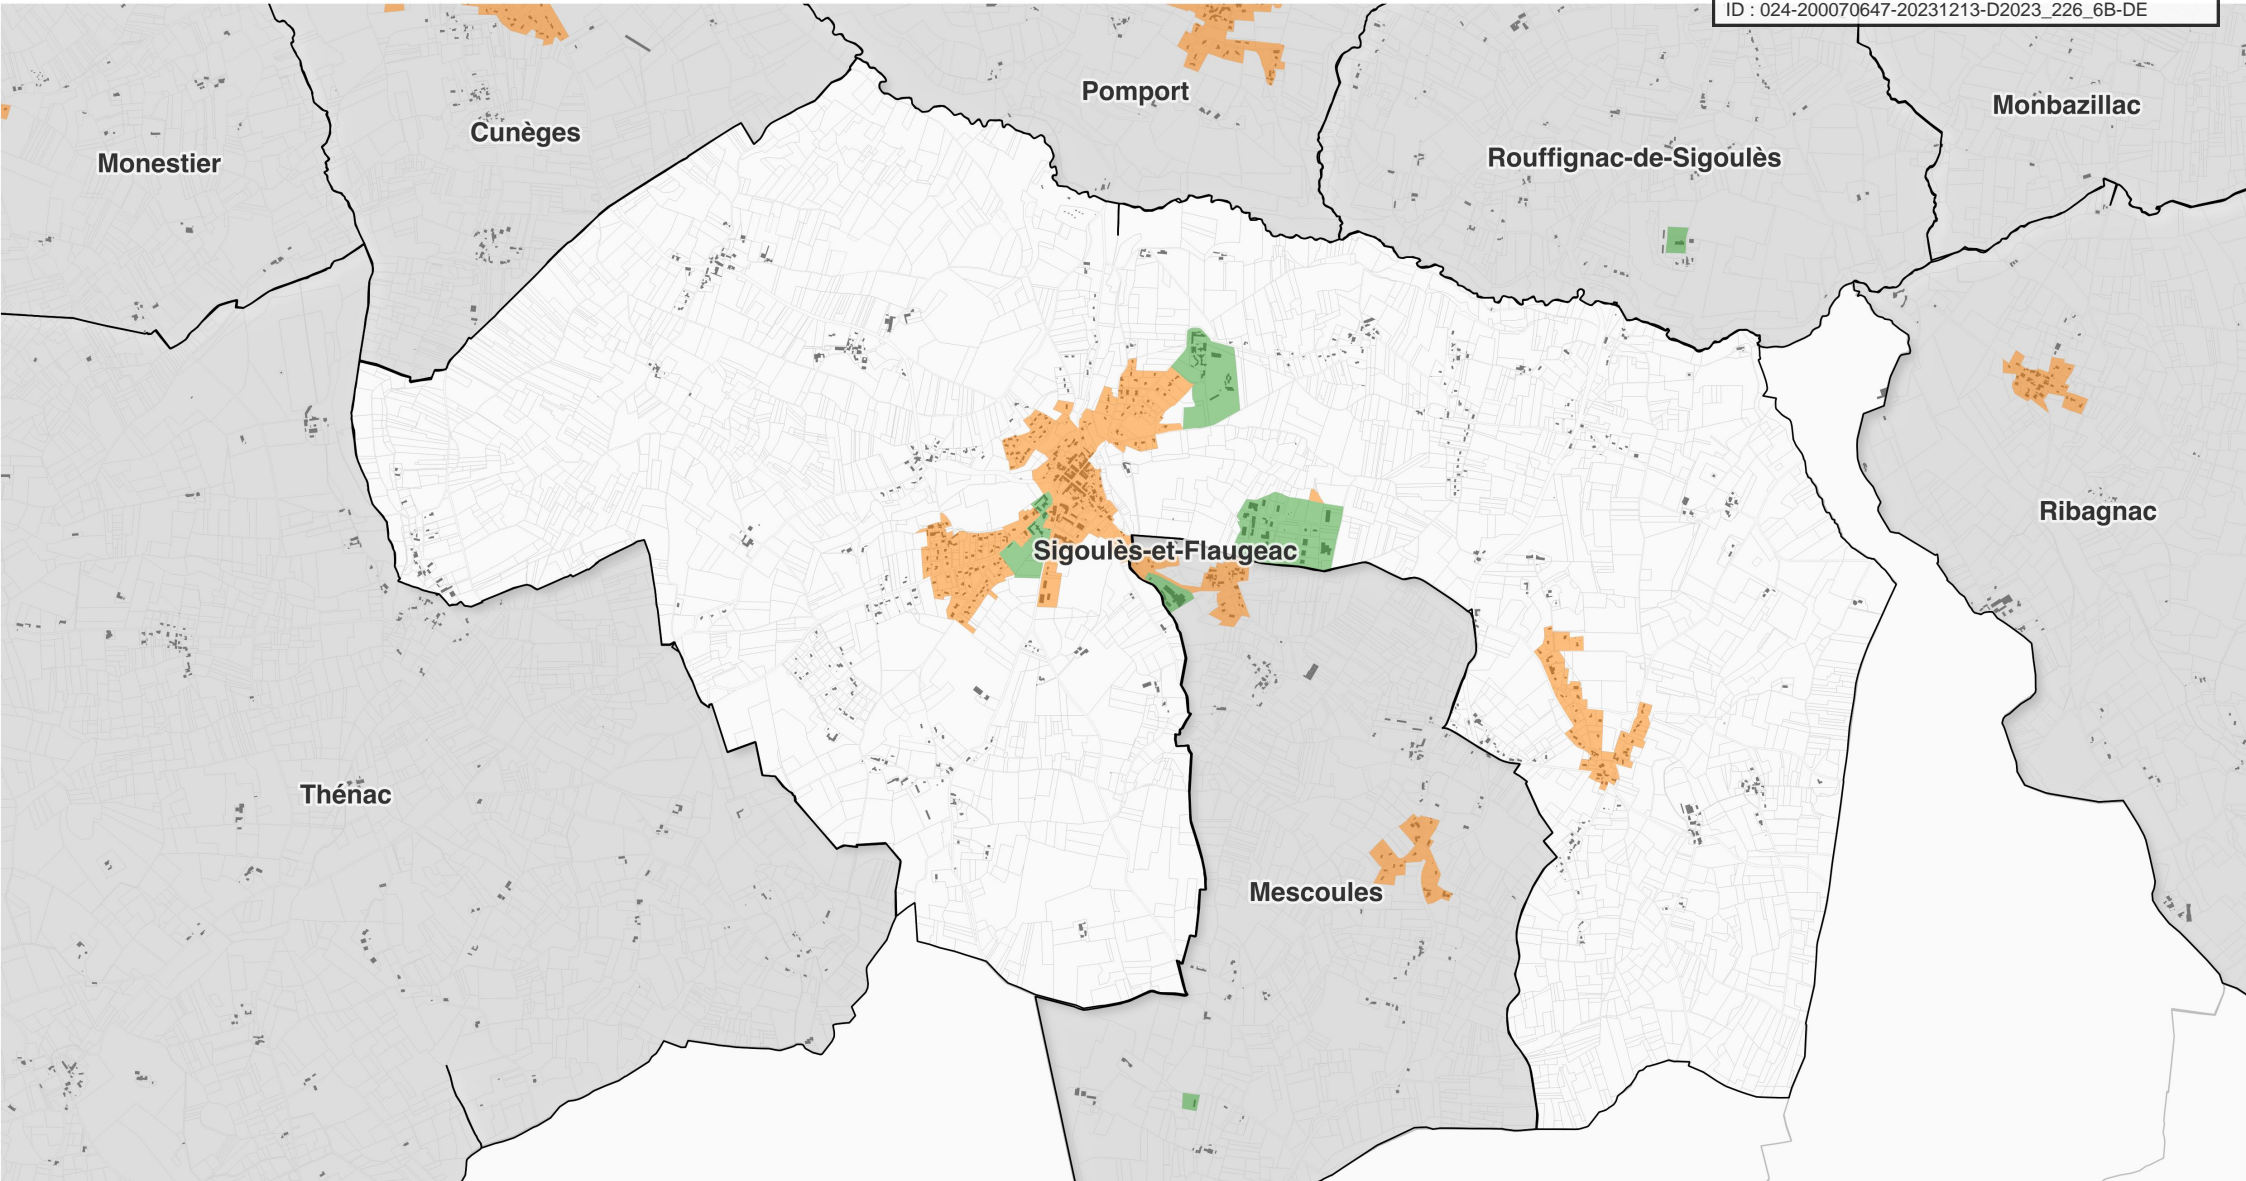 ID : 024-200070647-20231213-D2023_226_6B-DE
Pomport
Monbazillac
Cunèges
Rouffignac-de-Sigoulès
Monestier
Ribagnac
Sigoulès-et-Flaugeac
Thénac
Mescoules